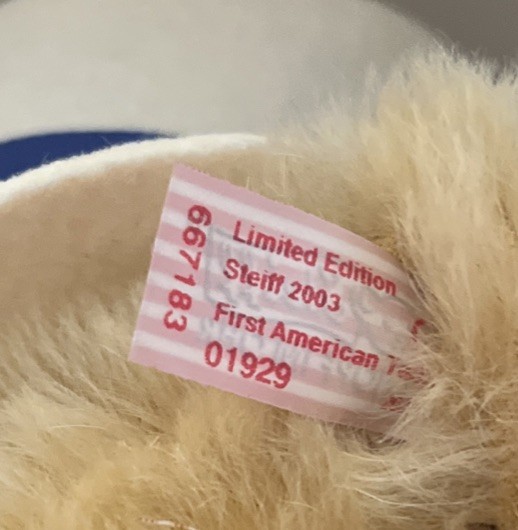 667183
Limited Edition
Steiff 2003
First American
01929